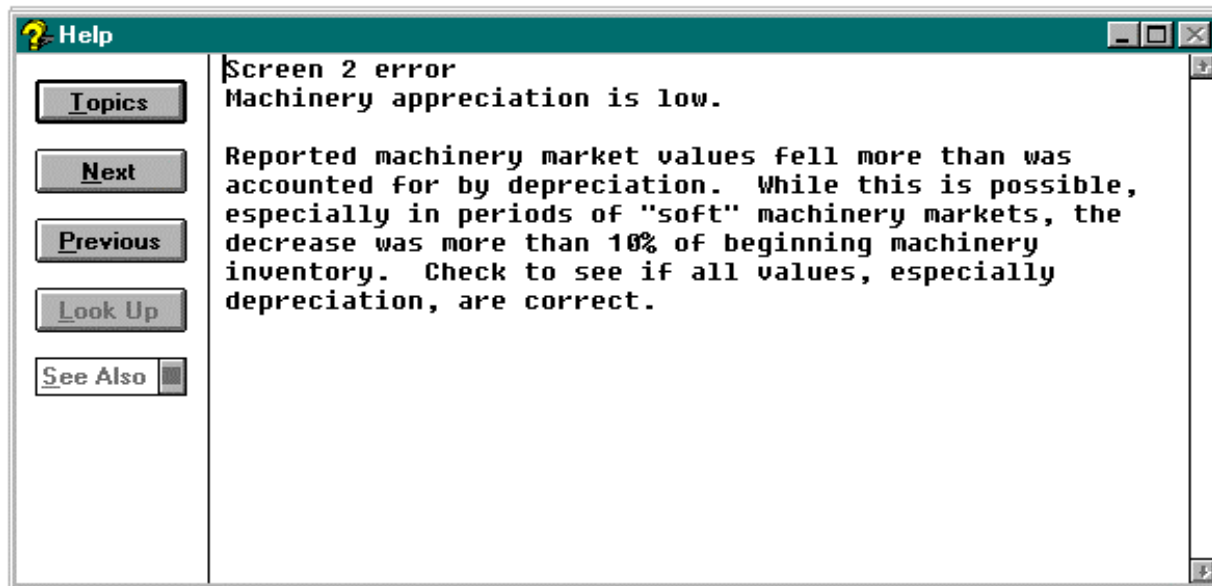 Help
Topics
Next
Previous
Look Up
See Also
Screen 2 error
Machinery appreciation is low.
Reported machinery market values fell more than was
accounted for by depreciation.  While this is possible,
especially in periods of "soft" machinery markets, the
decrease was more than 10% of beginning machinery
inventory.  Check to see if all values, especially
depreciation, are correct.